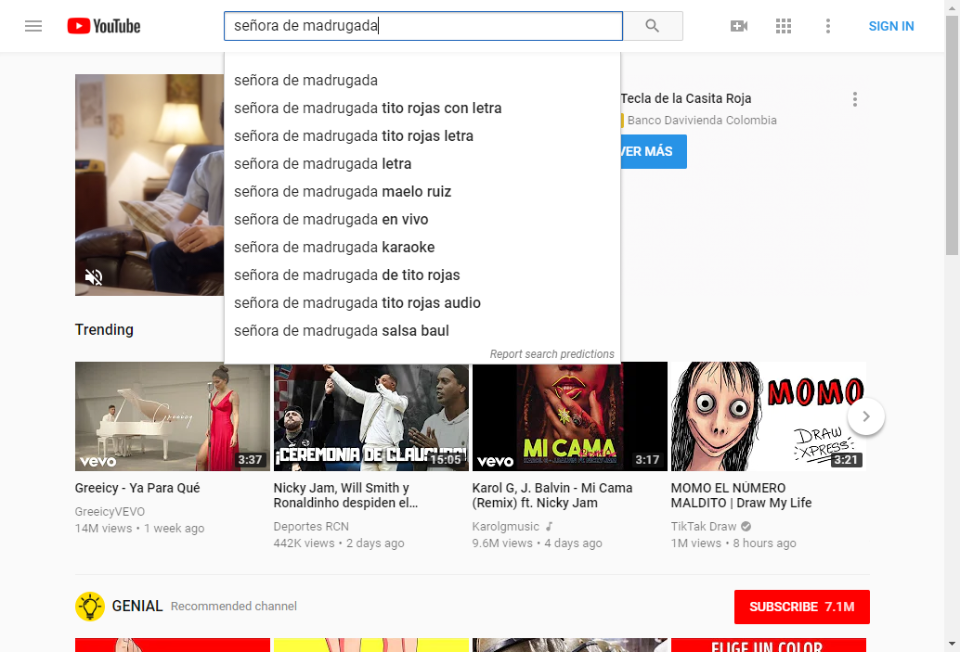 YouTube
señora de madrugada
SIGN IN
señora de madrugada
señora de madrugada tito rojas con letra
señora de madrugada tito rojas letra
señora de madrugada letra
señora de madrugada maelo ruiz
señora de madrugada en vivo
señora de madrugada karaoke
señora de madrugada de tito rojas
señora de madrugada tito rojas audio
señora de madrugada salsa baul
Report search predictions
Tecla de la Casita Roja
Banco Davivienda Colombia
VER MÁS
Trending
Greeicy
vevo
3:37
¡CEREMONIA DE CLAUSURA!
15:05
MI CAMA
vevo
3:17
MOMO
DRAW
XPRESS
3:21
Greeicy - Ya Para Qué
GreeicyVEVO
14M views • 1 week ago
Nicky Jam, Will Smith y
Ronaldinho despiden el...
Deportes RCN
442K views • 2 days ago
Karol G, J. Balvin - Mi Cama
(Remix) ft. Nicky Jam
Karolgmusic
9.6M views • 4 days ago
MOMO EL NÚMERO
MALDITO | Draw My Life
TikTak Draw
1M views • 8 hours ago
GENIAL
Recommended channel
SUBSCRIBE 7.1M
ELIGE UN COLOR